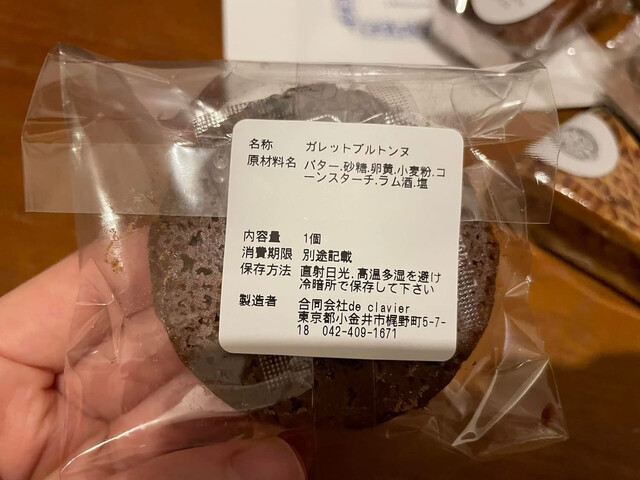 名称 ガレットブルトンヌ
原材料名 バター.砂糖.卵黄.小麦粉.コ
ーンスターチ.ラム酒.塩
内容量 1個
消費期限 別途記載
保存方法 直射日光.高温多湿を避け
冷暗所で保存して下さい
製造者 合同会社de clavier
東京都小金井市梶野町5-7-
18 042-409-1671